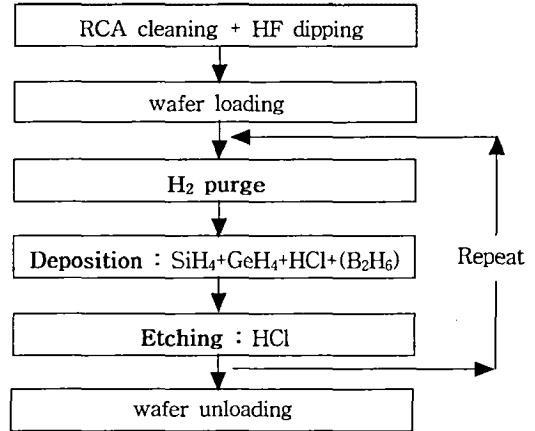 RCA cleaning + HF dipping
wafer loading
H₂ purge
Deposition : SiH₄+GeH₄+HCl+(B₂H₆)
Repeat
Etching : HCl
wafer unloading